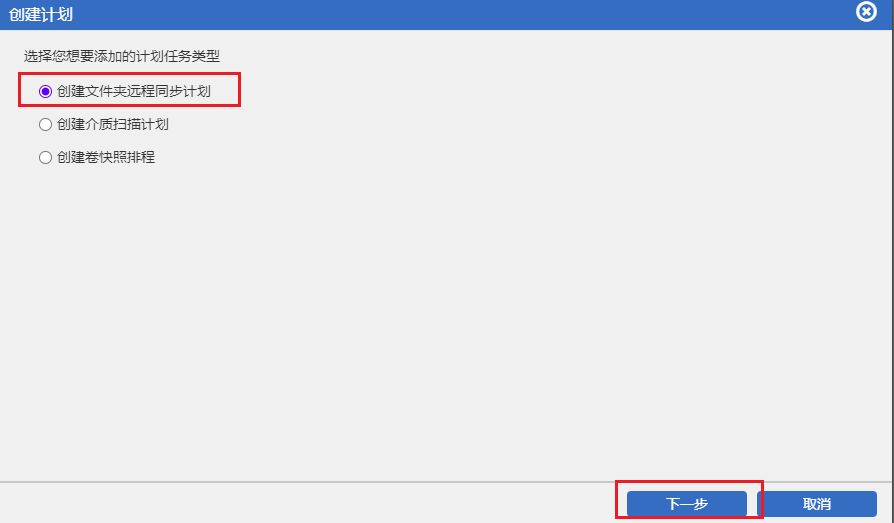 创建计划
选择您想要添加的计划任务类型
创建文件夹远程同步计划
创建介质扫描计划
创建卷快照排程
下一步
取消